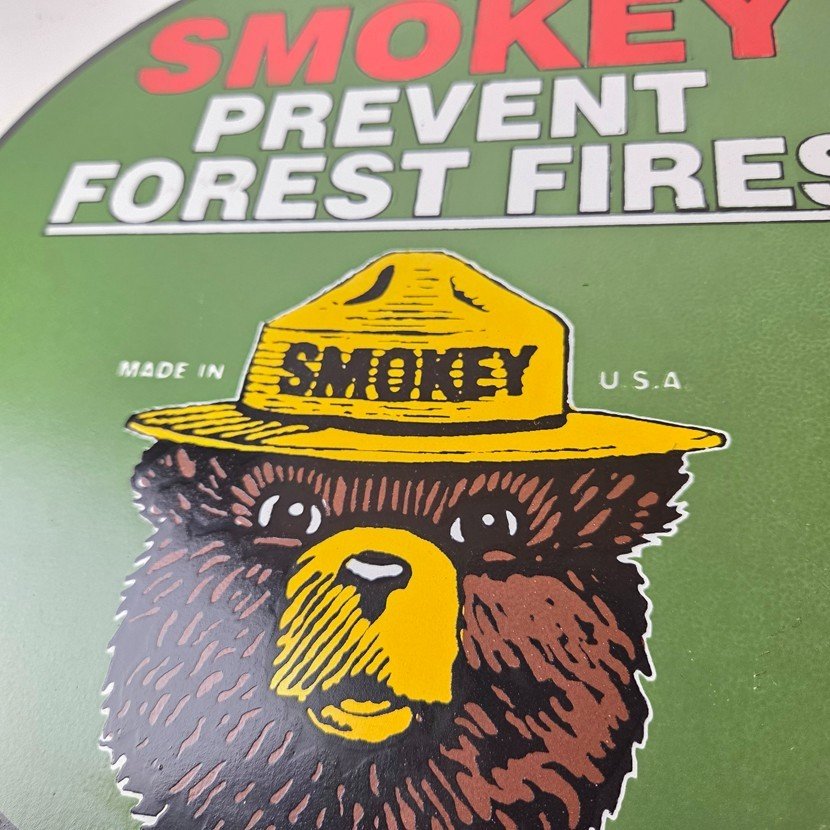 SMOKEY
PREVENT
FOREST FIRES
SMOKEY
MADE IN
U.S.A